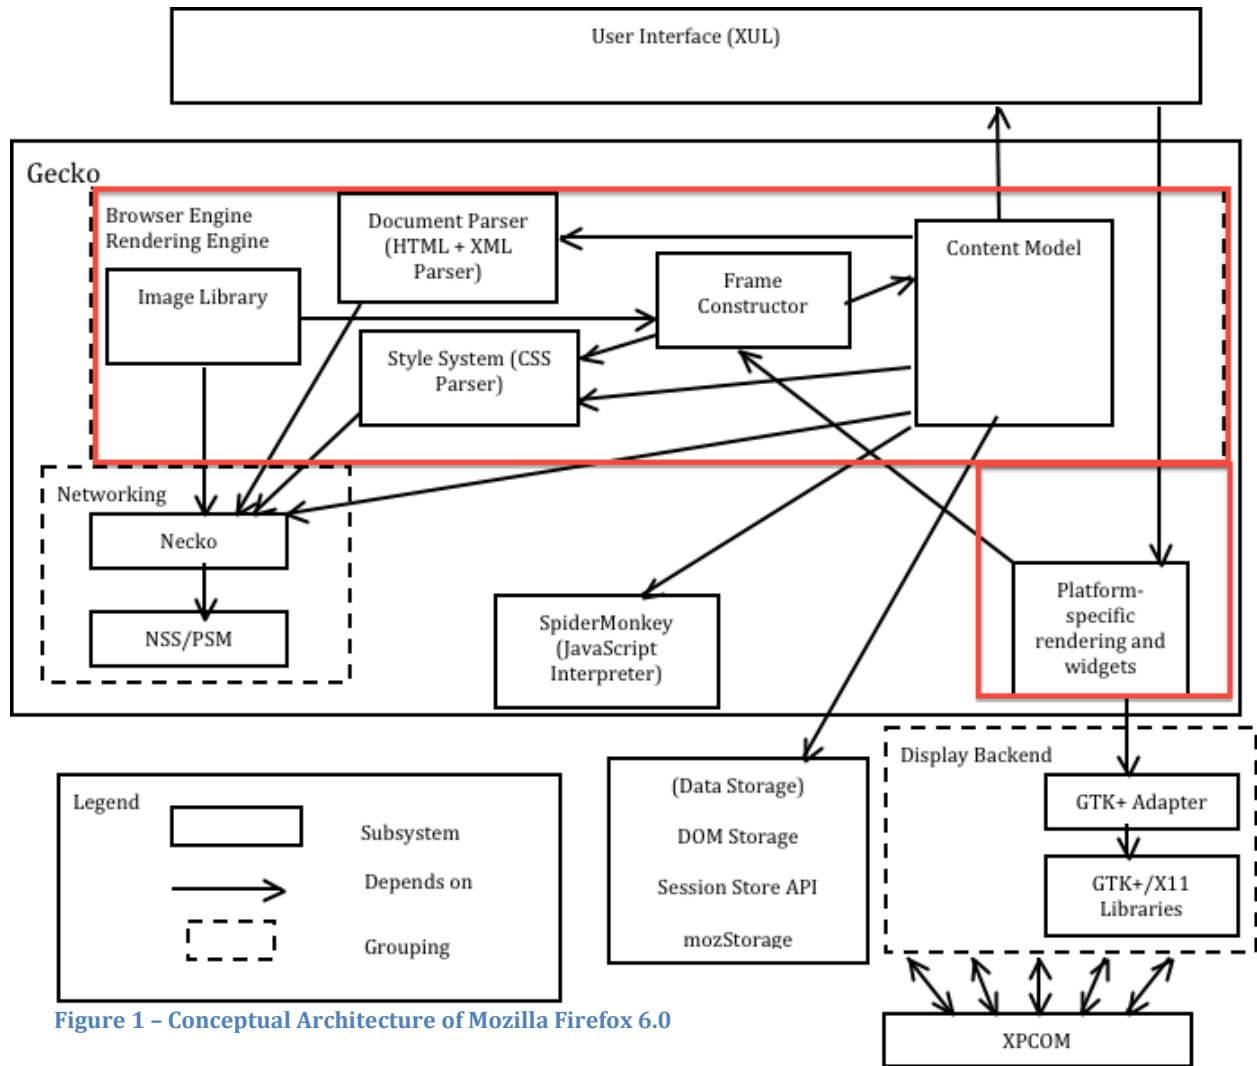 User Interface (XUL)
Gecko
Browser Engine
Rendering Engine
Document Parser
(HTML + XML
Parser)
Content Model
Image Library
Frame
Constructor
Style System (CSS
Parser)
Networking
Necko
NSS/PSM
SpiderMonkey
(JavaScript
Interpreter)
Platform-
specific
rendering and
widgets
Display Backend
GTK+ Adapter
GTK+/X11
Libraries
(Data Storage)
DOM Storage
Session Store API
mozStorage
Legend
Subsystem
Depends on
Grouping
Figure 1 – Conceptual Architecture of Mozilla Firefox 6.0
XPCOM